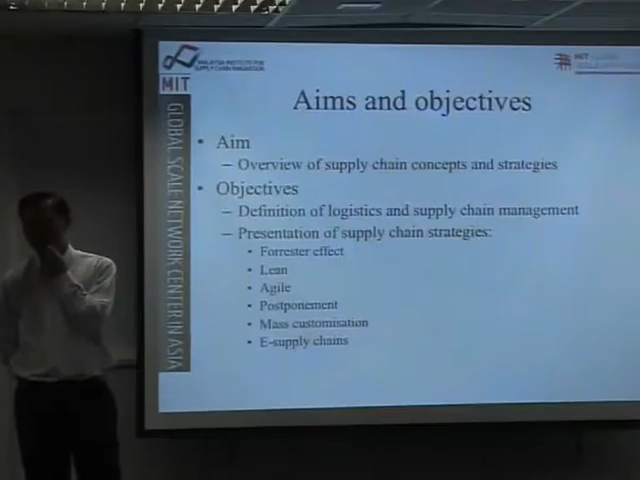 MALAYSIA INSTITUTE FOR
SUPPLY CHAIN INNOVATION
MIT
GLOBAL SCALE NETWORK CENTER IN ASIA
MIT
Aims and objectives
• Aim
– Overview of supply chain concepts and strategies
• Objectives
– Definition of logistics and supply chain management
– Presentation of supply chain strategies:
• Forrester effect
• Lean
• Agile
• Postponement
• Mass customisation
• E-supply chains